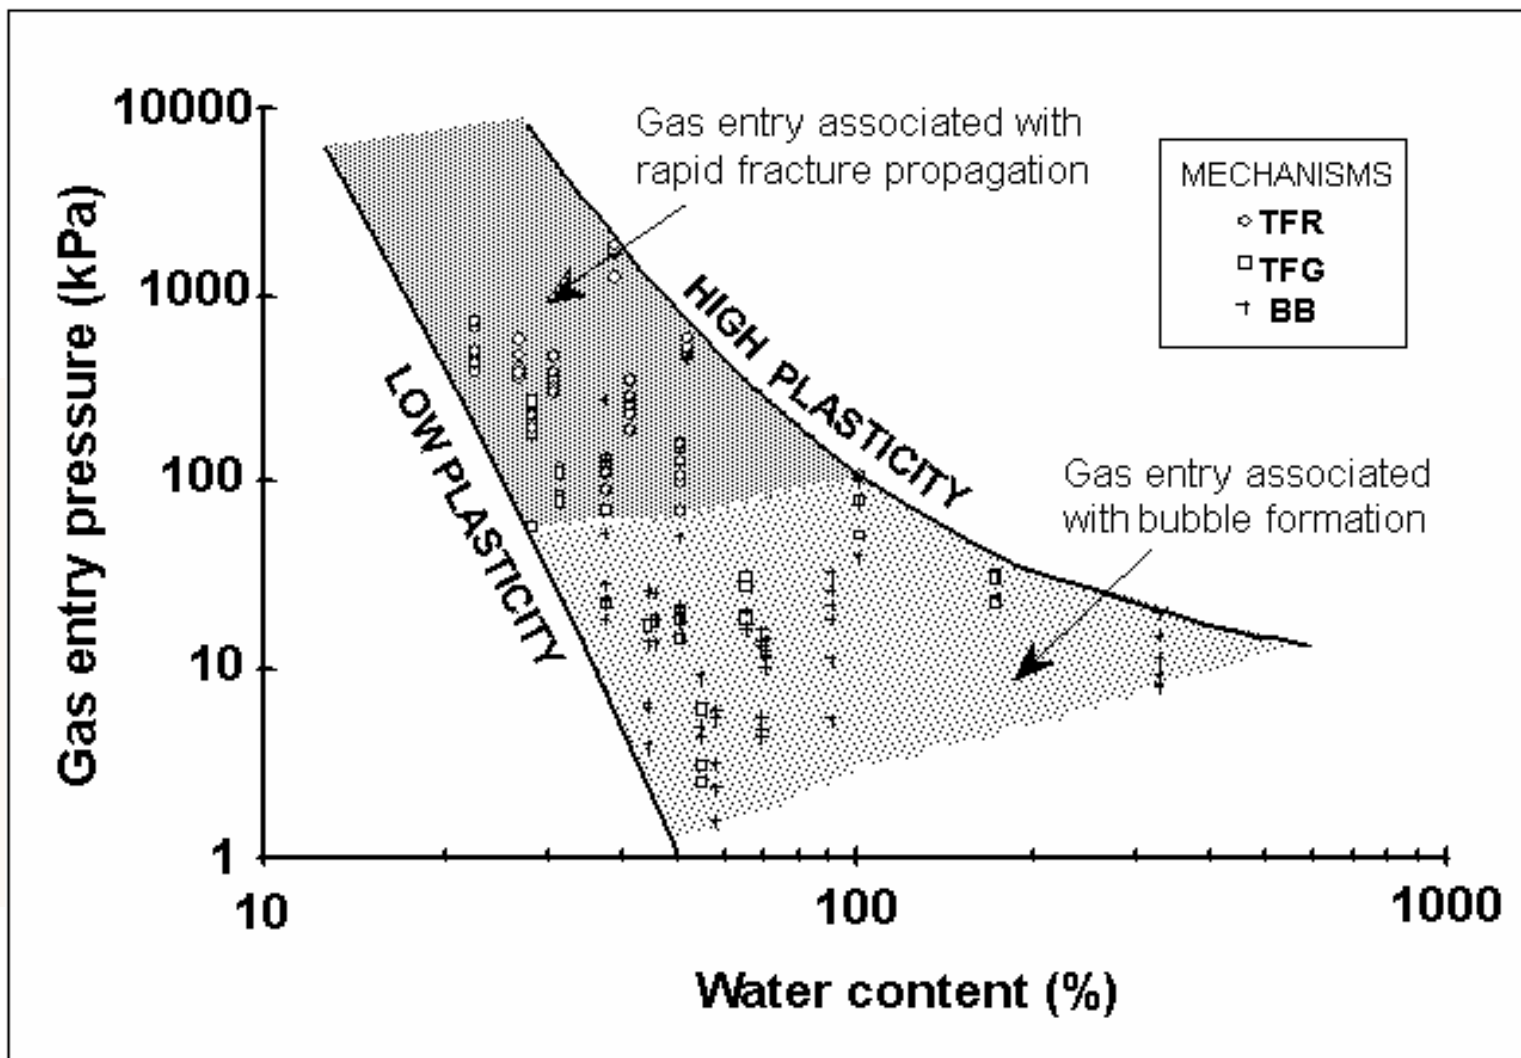 10000
1000
100
10
1
Gas entry pressure (kPa)
Gas entry associated with
rapid fracture propagation
MECHANISMS
TFR
TFG
BB
HIGH PLASTICITY
LOW PLASTICITY
Gas entry associated
with bubble formation
10
100
1000
Water content (%)